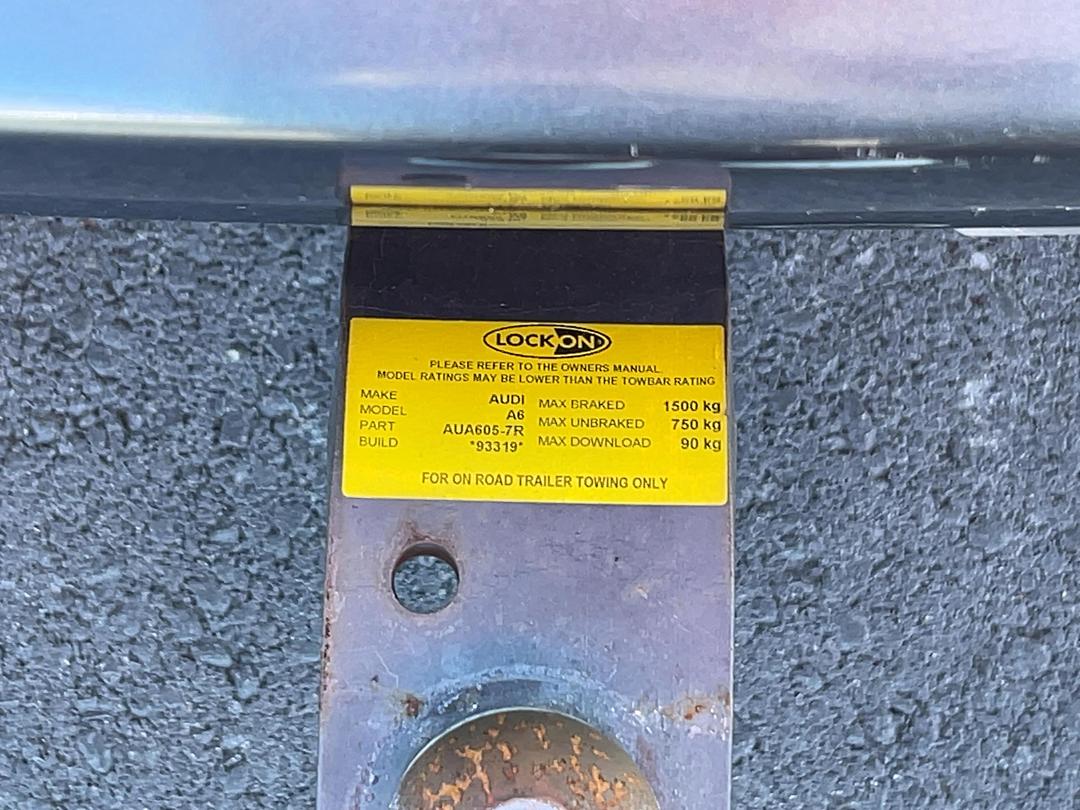 LOCKON
PLEASE REFER TO THE OWNERS MANUAL.
MODEL RATINGS MAY BE LOWER THAN THE TOWBAR RATING
MAKE AUDI
MODEL A6
PART AUA605-7R
BUILD *93319*
MAX BRAKED 1500 kg
MAX UNBRAKED 750 kg
MAX DOWNLOAD 90 kg
FOR ON ROAD TRAILER TOWING ONLY